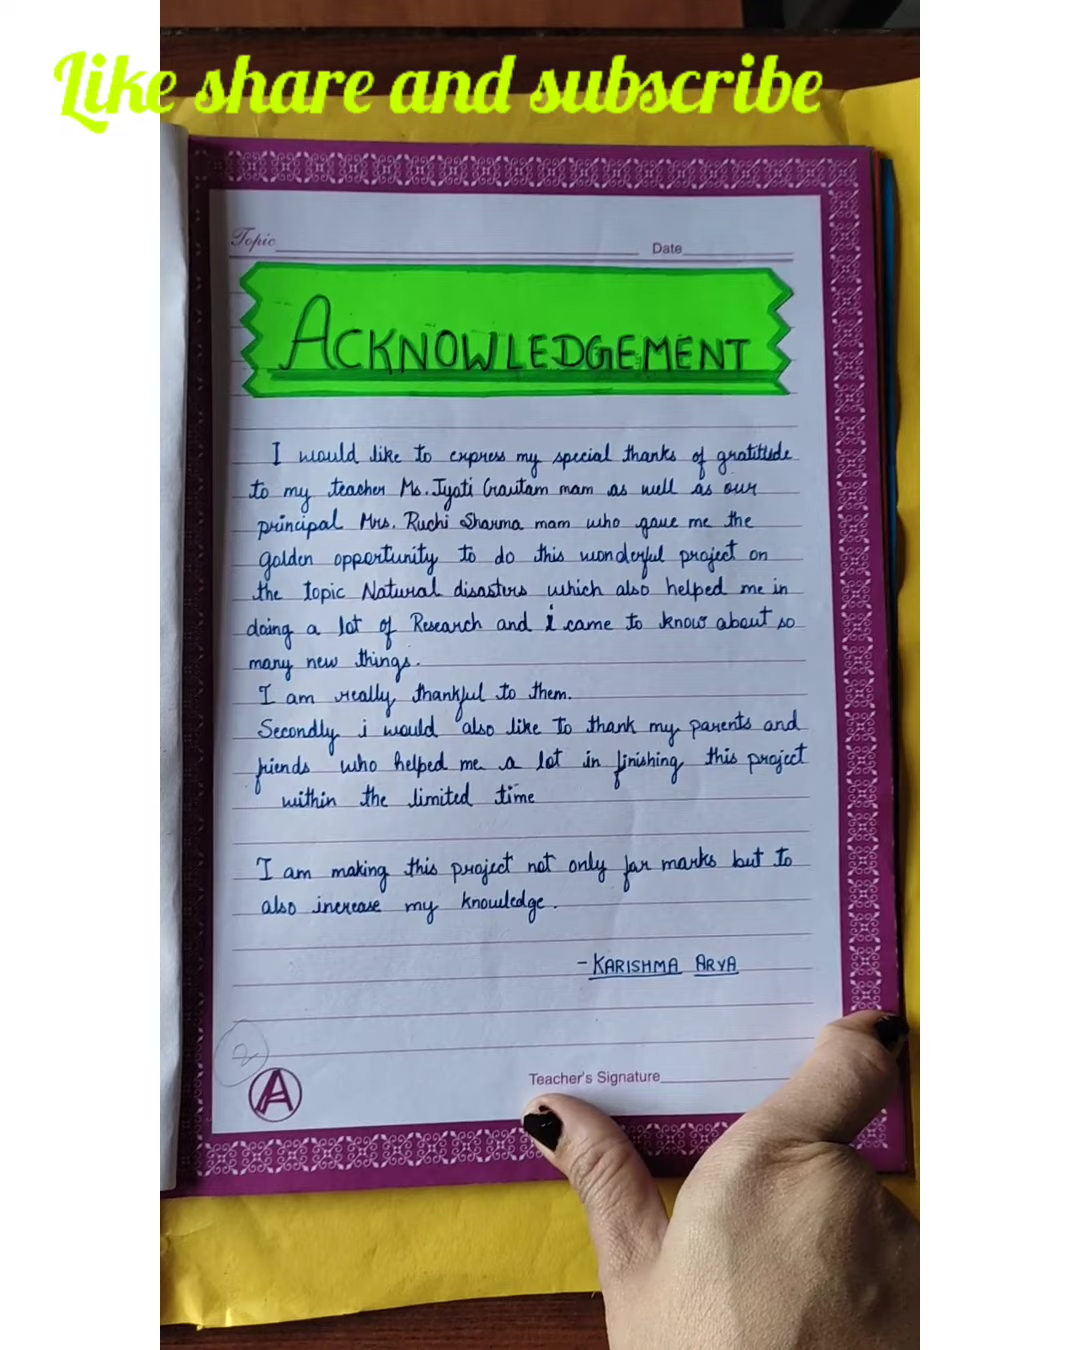 Like share and subscribe
Topic Date
ACKNOWLEDGEMENT
I would like to express my special thanks of gratitude
to my teacher Ms. Jyoti Grautam mam as well as our
principal Mrs. Ruchi Sharma mam who gave me the
golden opportunity to do this wonderful project on
the topic Natural disasters which also helped me in
doing a lot of Research and i came to know about so
many new things.
I am really thankful to them.
Secondly i would also like to thank my parents and
friends who helped me a lot in finishing this project
within the limited time
I am making this project not only for marks but to
also increase my knowledge.
- KARISHMA ARYA
2
A
Teacher's Signature